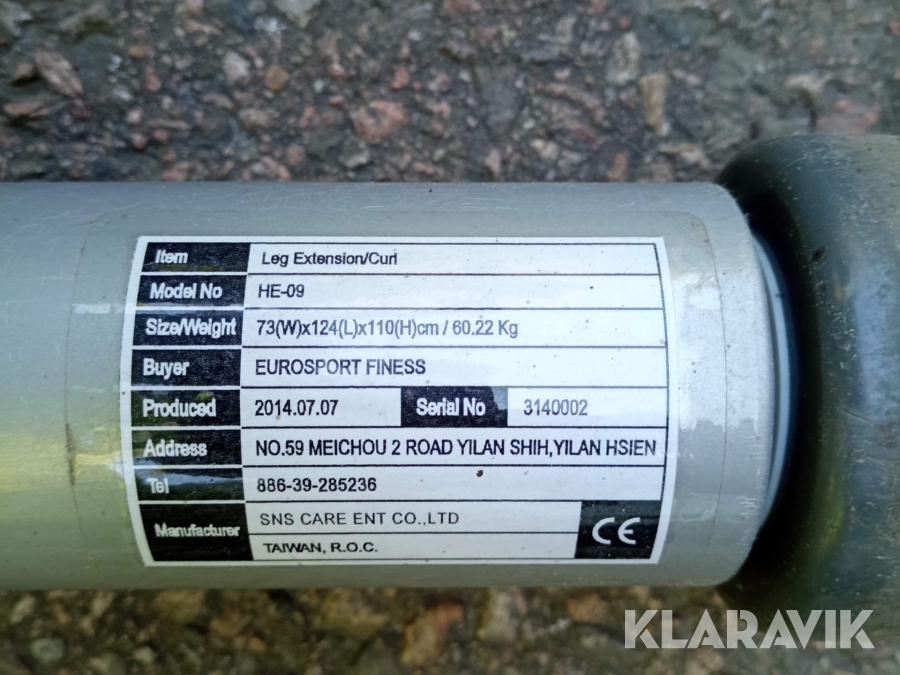 Item Leg Extension/Curl
Model No HE-09
Size/Weight 73(W)x124(L)x110(H)cm / 60.22 Kg
Buyer EUROSPORT FINESS
Produced 2014.07.07 Serial No 3140002
Address NO.59 MEICHOU 2 ROAD YILAN SHIH,YILAN HSIEN
Tel 886-39-285236
Manufacturer SNS CARE ENT CO.,LTD
TAIWAN, R.O.C.
CE
KLARAVIK